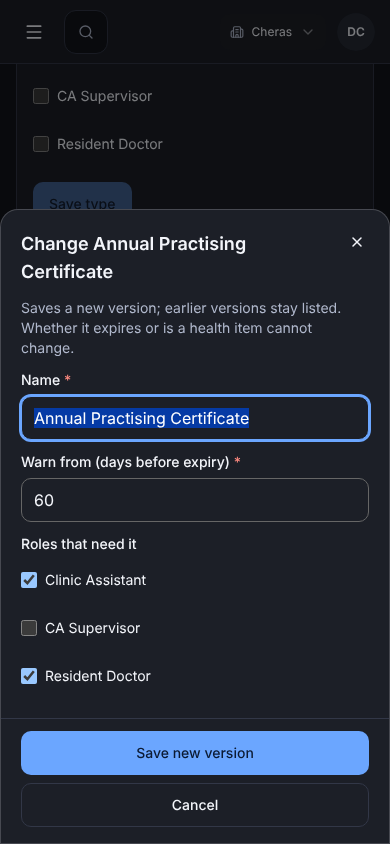 Cheras
DC
CA Supervisor
Resident Doctor
Save type
Change Annual Practising
Certificate
Saves a new version; earlier versions stay listed.
Whether it expires or is a health item cannot
change.
Name *
Annual Practising Certificate
Warn from (days before expiry) *
60
Roles that need it
Clinic Assistant
CA Supervisor
Resident Doctor
Save new version
Cancel